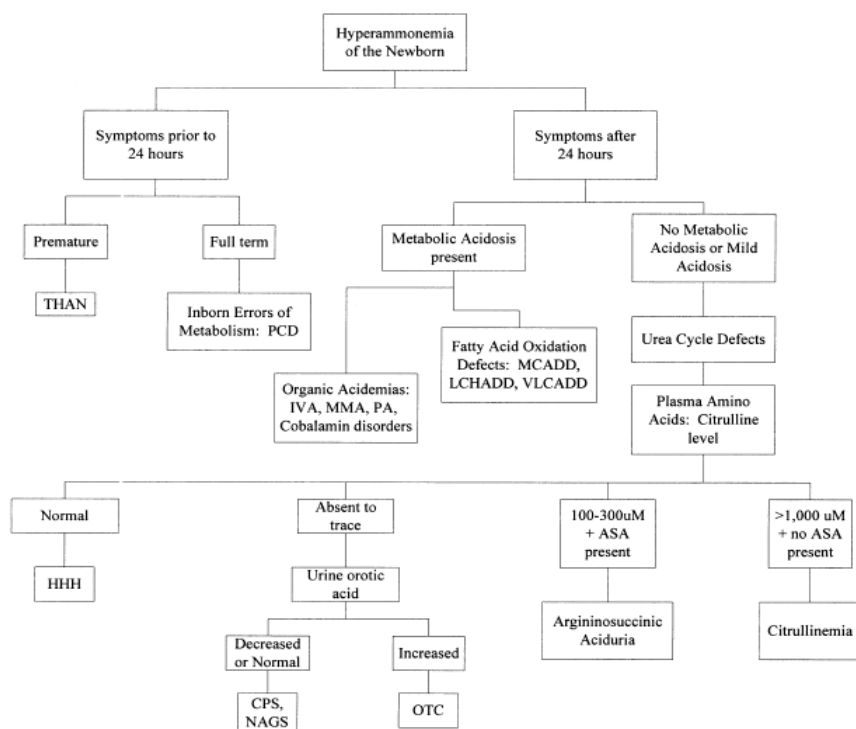 Hyperammonemia
of the Newborn
Symptoms prior to
24 hours
Symptoms after
24 hours
Premature
Full term
Metabolic Acidosis
present
No Metabolic
Acidosis or Mild
Acidosis
THAN
Inborn Errors of
Metabolism: PCD
Organic Acidemias:
IVA, MMA, PA,
Cobalamin disorders
Fatty Acid Oxidation
Defects: MCADD,
LCHADD, VLCADD
Urea Cycle Defects
Plasma Amino
Acids: Citrulline
level
Normal
Absent to
trace
100-300uM
+ ASA
present
>1,000 uM
+ no ASA
present
HHH
Urine orotic
acid
Argininosuccinic
Aciduria
Citrullinemia
Decreased
or Normal
Increased
CPS,
NAGS
OTC